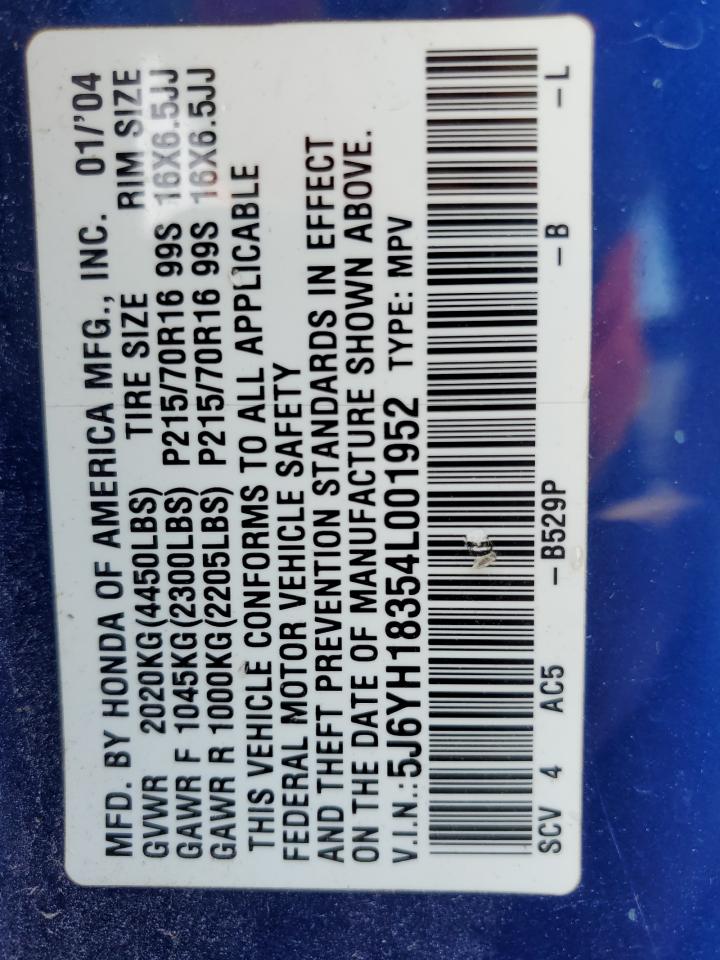 MFD. BY HONDA OF AMERICA MFG., INC. 01/'04
GVWR 2020KG(4450LBS) TIRE SIZE RIM SIZE
GAWR F 1045KG(2300LBS) P215/70R16 99S 16X6.5JJ
GAWR R 1000KG(2205LBS) P215/70R16 99S 16X6.5JJ
THIS VEHICLE CONFORMS TO ALL APPLICABLE
FEDERAL MOTOR VEHICLE SAFETY
AND THEFT PREVENTION STANDARDS IN EFFECT
ON THE DATE OF MANUFACTURE SHOWN ABOVE.
V.I.N.:5J6YH18354L001952 TYPE: MPV
SCV 4 AC5 –B529P –B –L